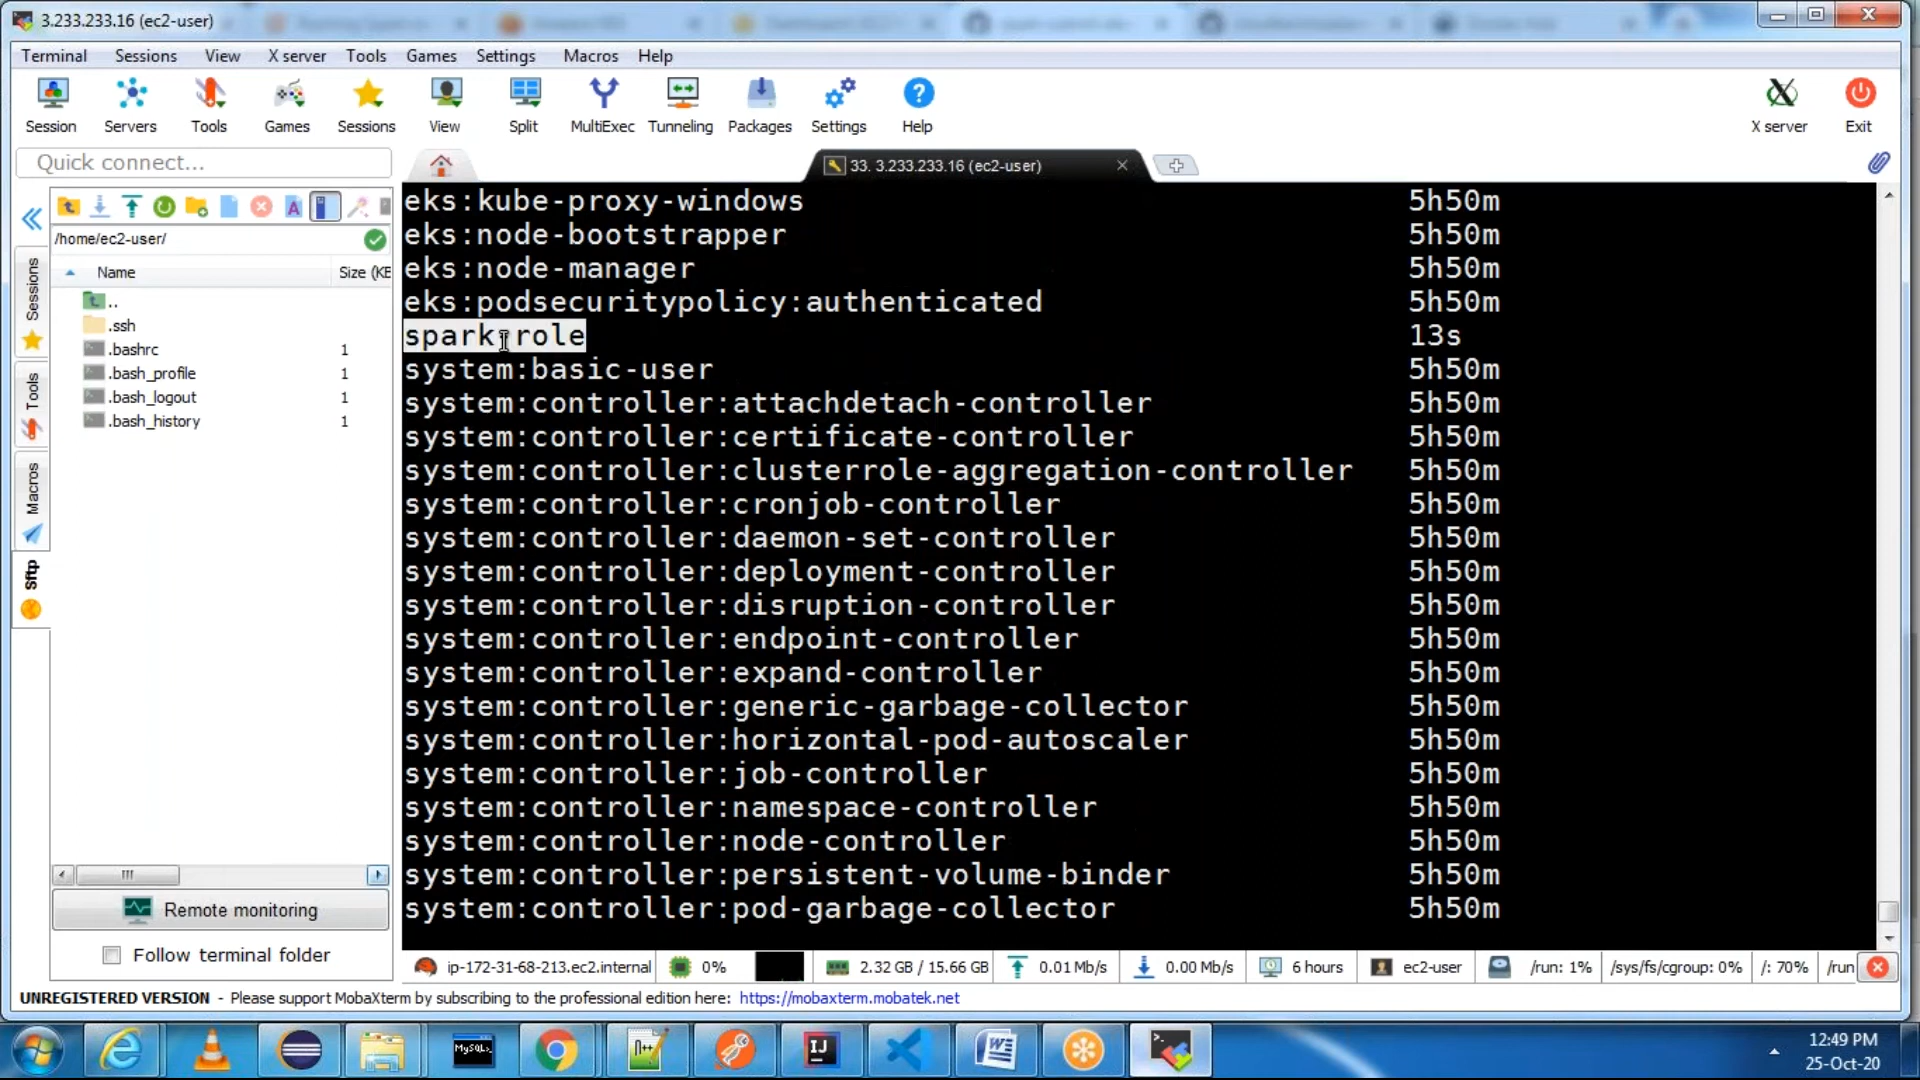 3.233.233.16 (ec2-user)
Terminal Sessions View X server Tools Games Settings Macros Help
Session Servers Tools Games Sessions View Split MultiExec Tunneling Packages Settings Help X server Exit
Quick connect...
33. 3.233.233.16 (ec2-user)
/home/ec2-user/
Name Size (KB
..
.ssh
.bashrc 1
.bash_profile 1
.bash_logout 1
.bash_history 1
Sessions
Tools
Macros
Sftp
Remote monitoring
Follow terminal folder
eks:kube-proxy-windows 5h50m
eks:node-bootstrapper 5h50m
eks:node-manager 5h50m
eks:podsecuritypolicy:authenticated 5h50m
spark-role 13s
system:basic-user 5h50m
system:controller:attachdetach-controller 5h50m
system:controller:certificate-controller 5h50m
system:controller:clusterrole-aggregation-controller 5h50m
system:controller:cronjob-controller 5h50m
system:controller:daemon-set-controller 5h50m
system:controller:deployment-controller 5h50m
system:controller:disruption-controller 5h50m
system:controller:endpoint-controller 5h50m
system:controller:expand-controller 5h50m
system:controller:generic-garbage-collector 5h50m
system:controller:horizontal-pod-autoscaler 5h50m
system:controller:job-controller 5h50m
system:controller:namespace-controller 5h50m
system:controller:node-controller 5h50m
system:controller:persistent-volume-binder 5h50m
system:controller:pod-garbage-collector 5h50m
ip-172-31-68-213.ec2.internal 0% 2.32 GB / 15.66 GB 0.01 Mb/s 0.00 Mb/s 6 hours ec2-user /run: 1% /sys/fs/cgroup: 0% /: 70% /run
UNREGISTERED VERSION - Please support MobaXterm by subscribing to the professional edition here: https://mobaxterm.mobatek.net
MySQL
IJ
12:49 PM
25-Oct-20